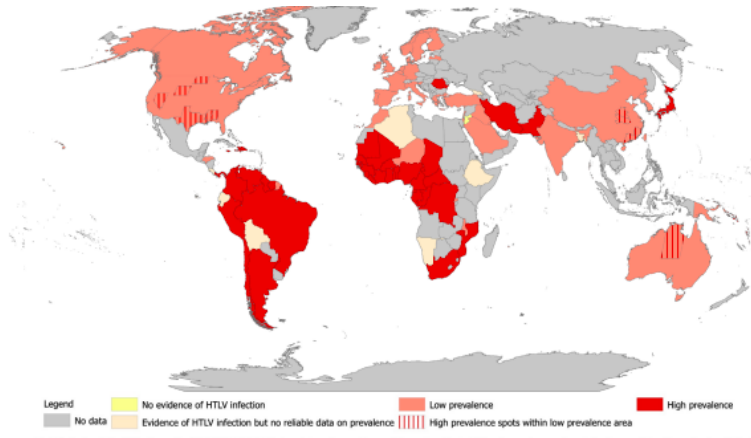 Legend
No data
No evidence of HTLV infection
Evidence of HTLV infection but no reliable data on prevalence
Low prevalence
High prevalence spots within low prevalence area
High prevalence